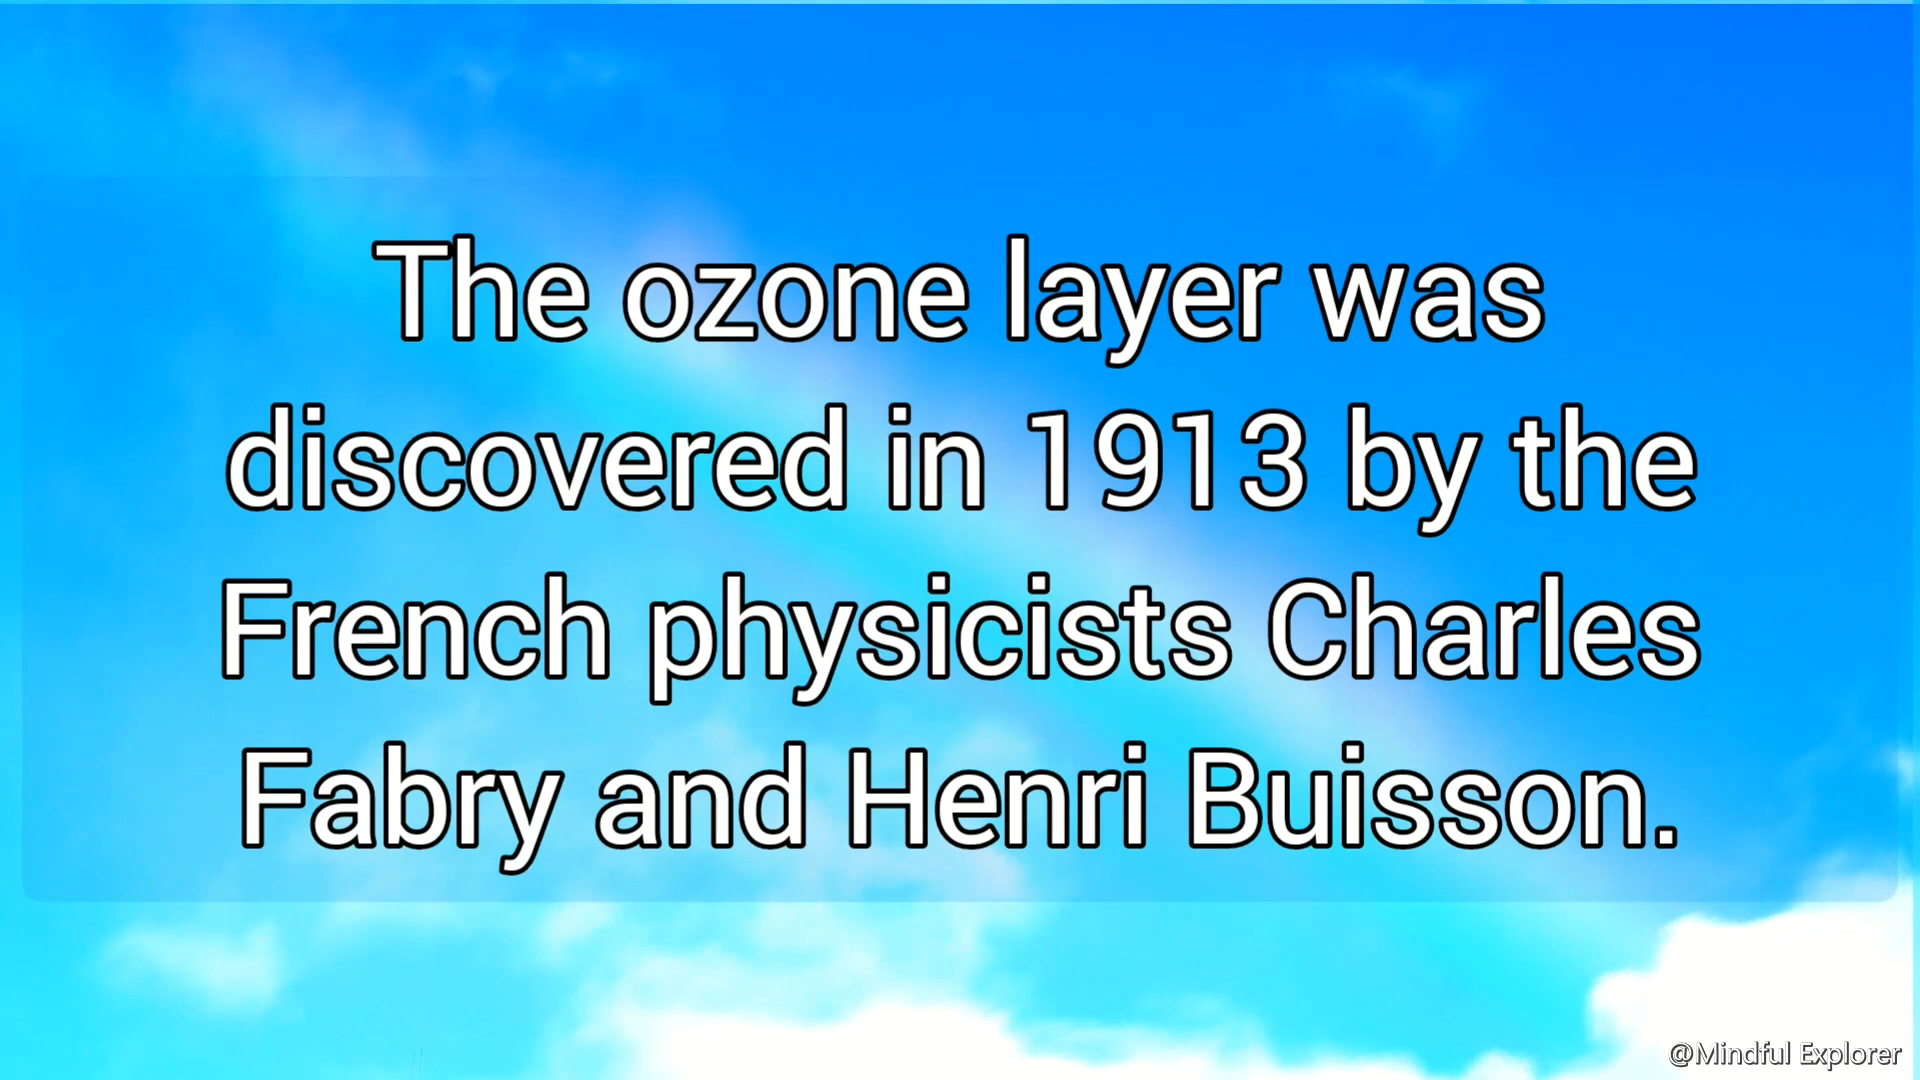 The ozone layer was
discovered in 1913 by the
French physicists Charles
Fabry and Henri Buisson.
@Mindful Explorer